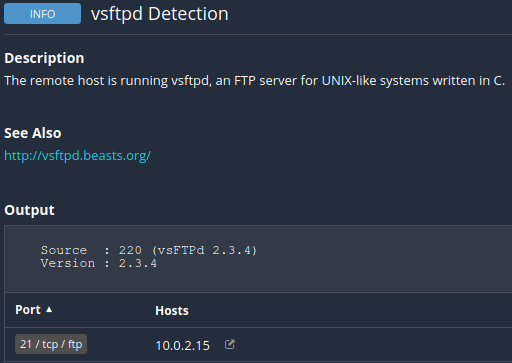 INFO vsftpd Detection
Description
The remote host is running vsftpd, an FTP server for UNIX-like systems written in C.
See Also
http://vsftpd.beasts.org/
Output
Source : 220 (vsFTPd 2.3.4)
Version : 2.3.4
Port ▲ Hosts
21 / tcp / ftp 10.0.2.15